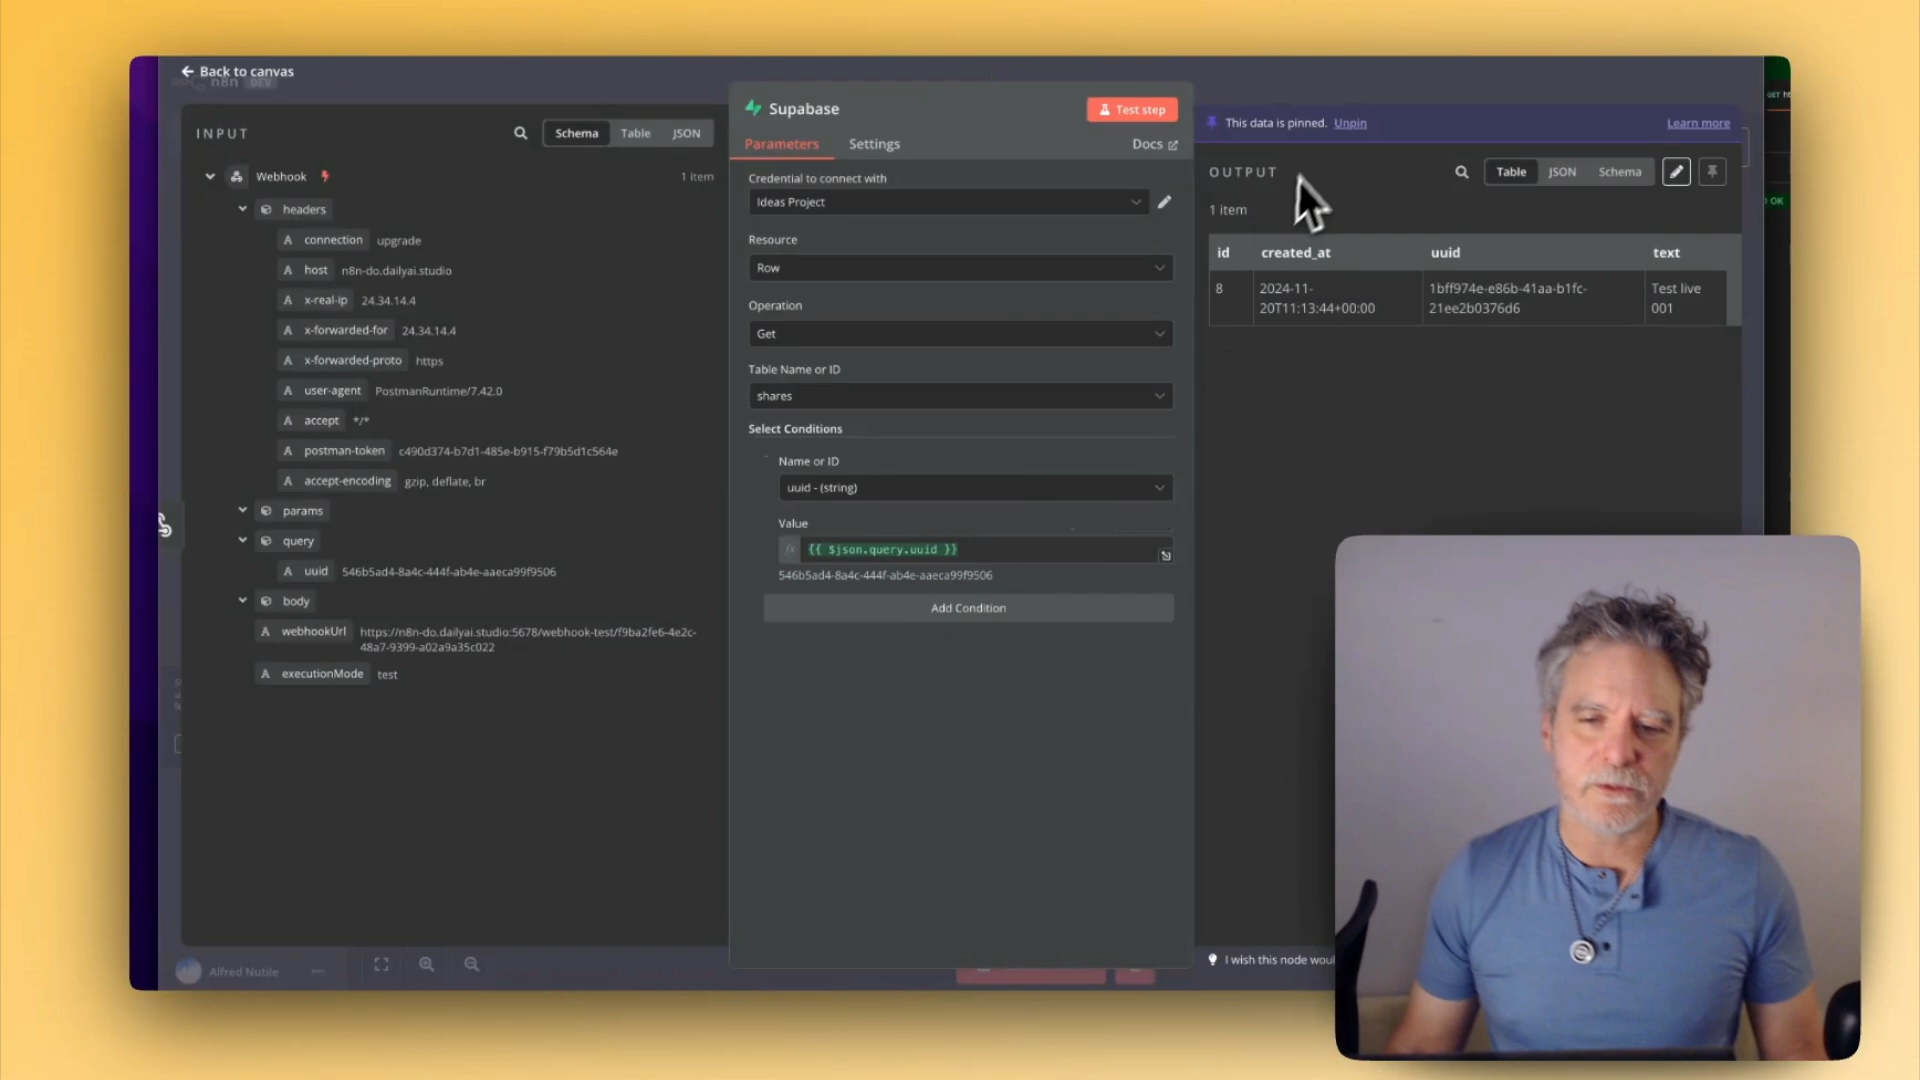 Back to canvas
n8n DEV
INPUT
Schema
Table
JSON
Webhook
1 item
headers
A connection upgrade
A host n8n-do.dailyai.studio
A x-real-ip 24.34.14.4
A x-forwarded-for 24.34.14.4
A x-forwarded-proto https
A user-agent PostmanRuntime/7.42.0
A accept */*
A postman-token c490d374-b7d1-485e-b915-f79b5d1c564e
A accept-encoding gzip, deflate, br
params
query
A uuid 546b5ad4-8a4c-444f-ab4e-aaeca99f9506
body
A webhookUrl https://n8n-do.dailyai.studio:5678/webhook-test/f9ba2fe6-4e2c-
48a7-9399-a02a9a35c022
A executionMode test
Alfred Nutile
Supabase
Test step
Parameters
Settings
Docs
Credential to connect with
Ideas Project
Resource
Row
Operation
Get
Table Name or ID
shares
Select Conditions
Name or ID
uuid - (string)
Value
fx {{ $json.query.uuid }}
546b5ad4-8a4c-444f-ab4e-aaeca99f9506
Add Condition
This data is pinned. Unpin
Learn more
OUTPUT
Table
JSON
Schema
1 item
id created_at uuid text
8 2024-11- 1bff974e-e86b-41aa-b1fc- Test live
20T11:13:44+00:00 21ee2b0376d6 001
I wish this node woul
GET
OK